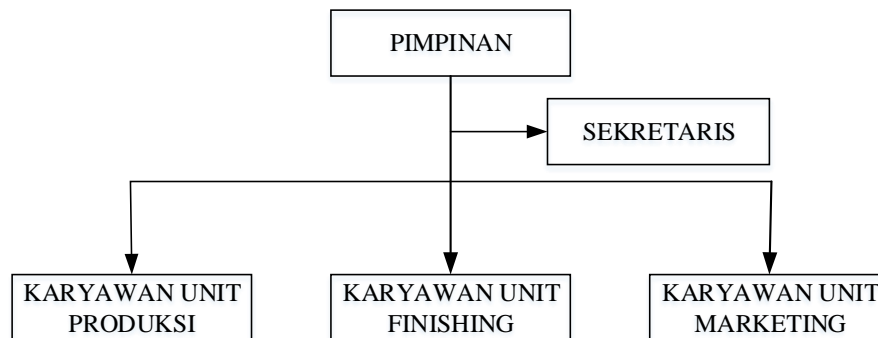 PIMPINAN
SEKRETARIS
KARYAWAN UNIT
PRODUKSI
KARYAWAN UNIT
FINISHING
KARYAWAN UNIT
MARKETING